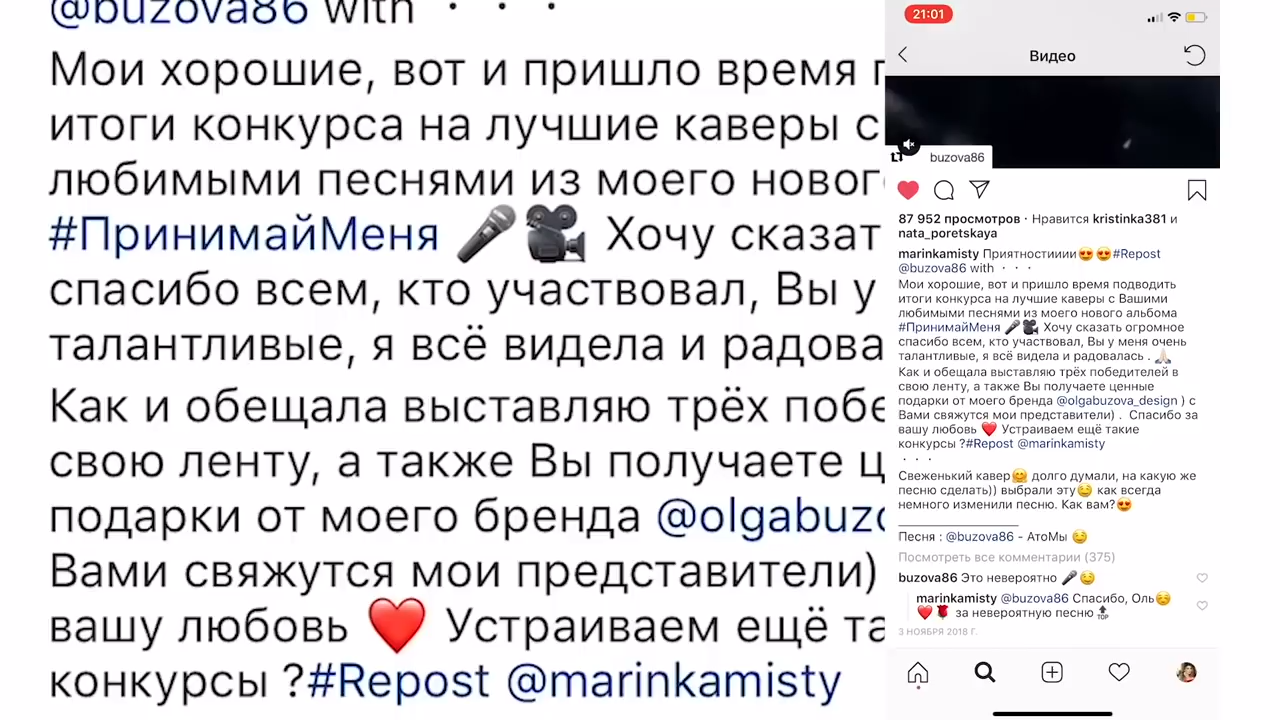 @buzova86 with · · ·
Мои хорошие, вот и пришло время
итоги конкурса на лучшие каверы с
любимыми песнями из моего новог
#ПринимайМеня 🎤🎥 Хочу сказат
спасибо всем, кто участвовал, Вы у
талантливые, я всё видела и радова
Как и обещала выставляю трёх побе
свою ленту, а также Вы получаете ц
подарки от моего бренда @olgabuzo
Вами свяжутся мои представители)
вашу любовь ❤️ Устраиваем ещё та
конкурсы ?#Repost @marinkamisty
21:01
Видео
buzova86
87 952 просмотров · Нравится kristinka381 и
nata_poretskaya
marinkamisty Приятностииии😍😍#Repost
@buzova86 with · · ·
Мои хорошие, вот и пришло время подводить
итоги конкурса на лучшие каверы с Вашими
любимыми песнями из моего нового альбома
#ПринимайМеня 🎤🎥 Хочу сказать огромное
спасибо всем, кто участвовал, Вы у меня очень
талантливые, я всё видела и радовалась . 🙏🏻
Как и обещала выставляю трёх победителей в
свою ленту, а также Вы получаете ценные
подарки от моего бренда @olgabuzova_design ) с
Вами свяжутся мои представители) . Спасибо за
вашу любовь ❤️ Устраиваем ещё такие
конкурсы ?#Repost @marinkamisty
· · ·
Свеженький кавер🤗 долго думали, на какую же
песню сделать)) выбрали эту😊 как всегда
немного изменили песню. Как вам?😍
Песня : @buzova86 - АтоМы 😊
Посмотреть все комментарии (375)
buzova86 Это невероятно 🎤😊
marinkamisty @buzova86 Спасибо, Оль☺️
❤️🌹 за невероятную песню🔝
3 НОЯБРЯ 2018 Г.